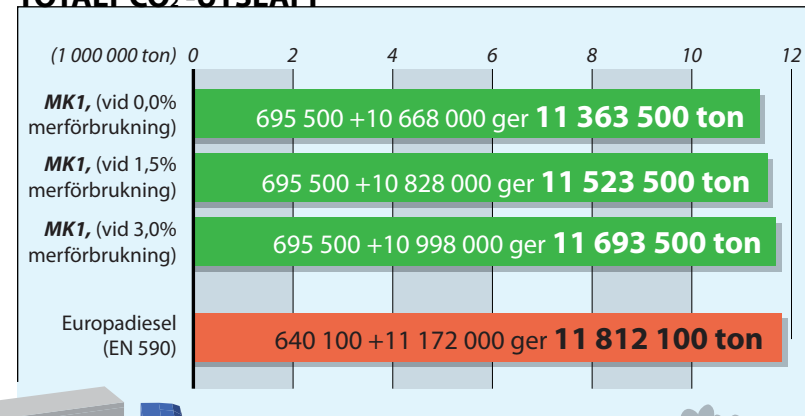 TOTALT CO₂-UTSLÄPP
(1 000 000 ton) 0 2 4 6 8 10 12
MK1, (vid 0,0%
merförbrukning)
695 500 +10 668 000 ger 11 363 500 ton
MK1, (vid 1,5%
merförbrukning)
695 500 +10 828 000 ger 11 523 500 ton
MK1, (vid 3,0%
merförbrukning)
695 500 +10 998 000 ger 11 693 500 ton
Europadiesel
(EN 590)
640 100 +11 172 000 ger 11 812 100 ton